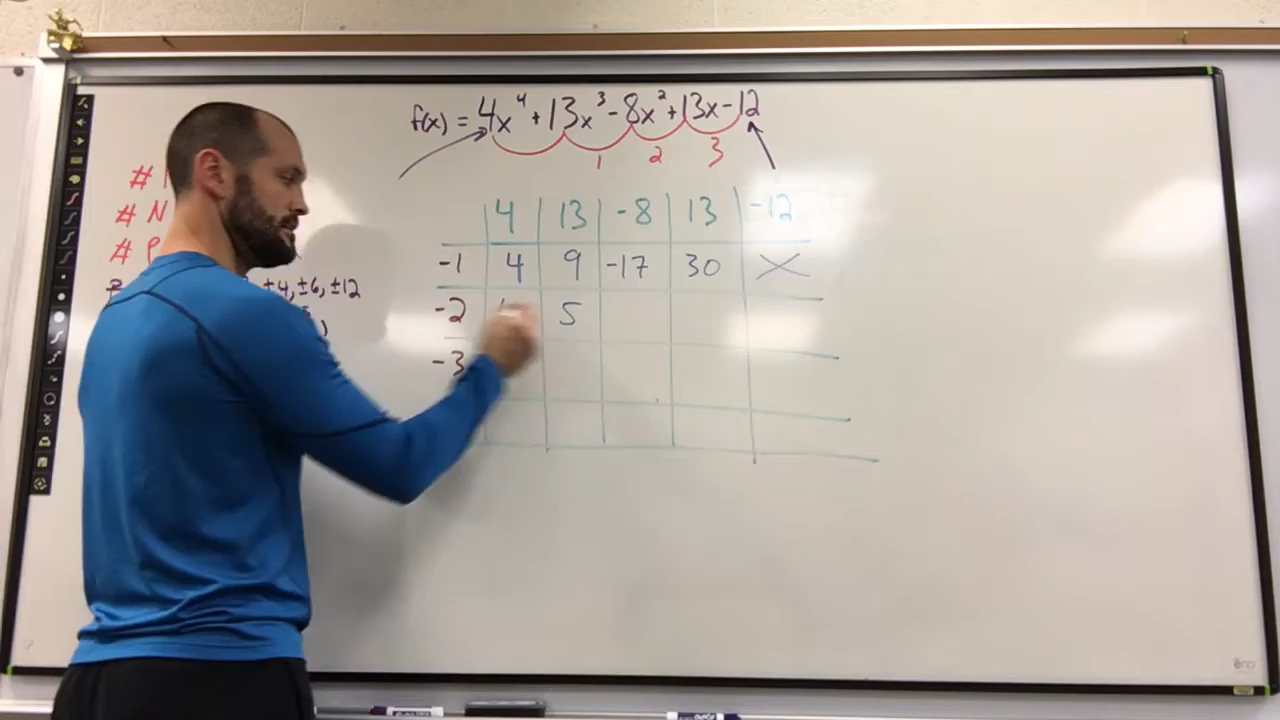 f(x) = 4x⁴ + 13x³ - 8x² + 13x - 12
1 2 3
#
# N
# P
4 13 -8 13 -12
-1 4 9 -17 30 X
±4, ±6, ±12
-2 5
-3
eno